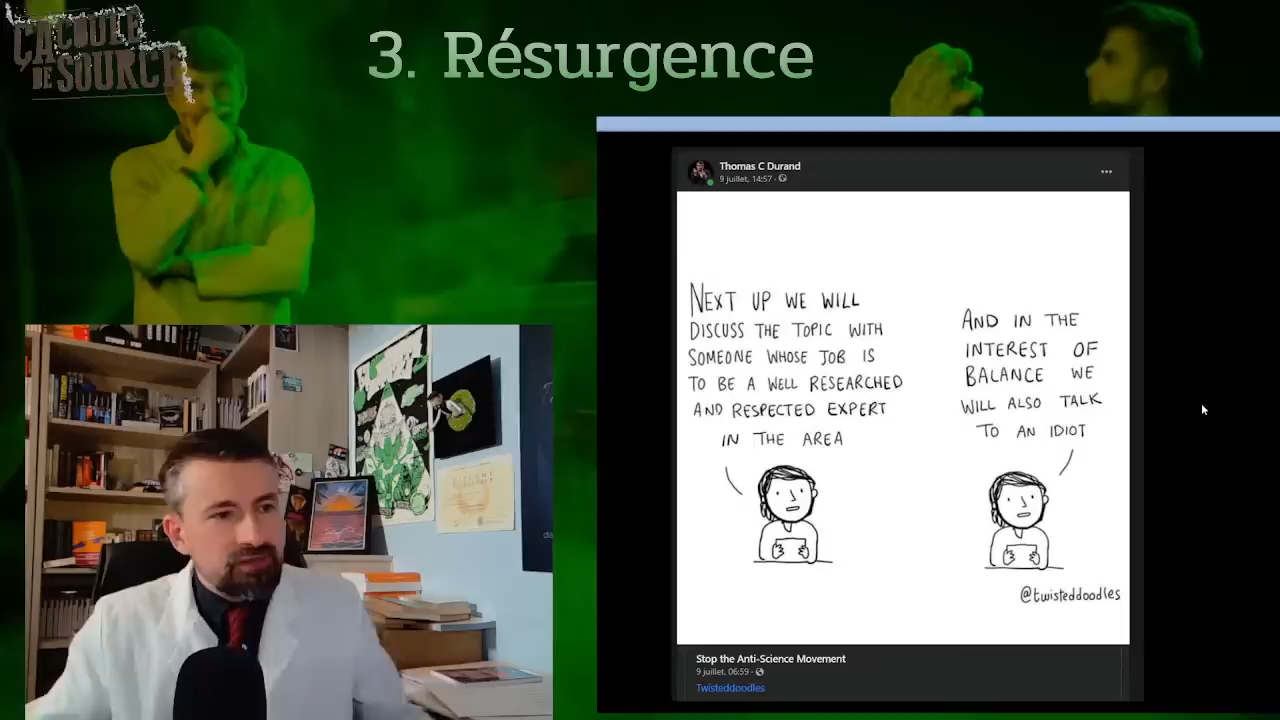 ÇA COULE
DE SOURCE
3. Résurgence
Thomas C Durand
9 juillet, 14:57 ·
NEXT UP WE WILL
DISCUSS THE TOPIC WITH
SOMEONE WHOSE JOB IS
TO BE A WELL RESEARCHED
AND RESPECTED EXPERT
IN THE AREA
AND IN THE
INTEREST OF
BALANCE WE
WILL ALSO TALK
TO AN IDIOT
@twisteddoodles
Stop the Anti-Science Movement
9 juillet, 06:59 ·
Twisteddoodles